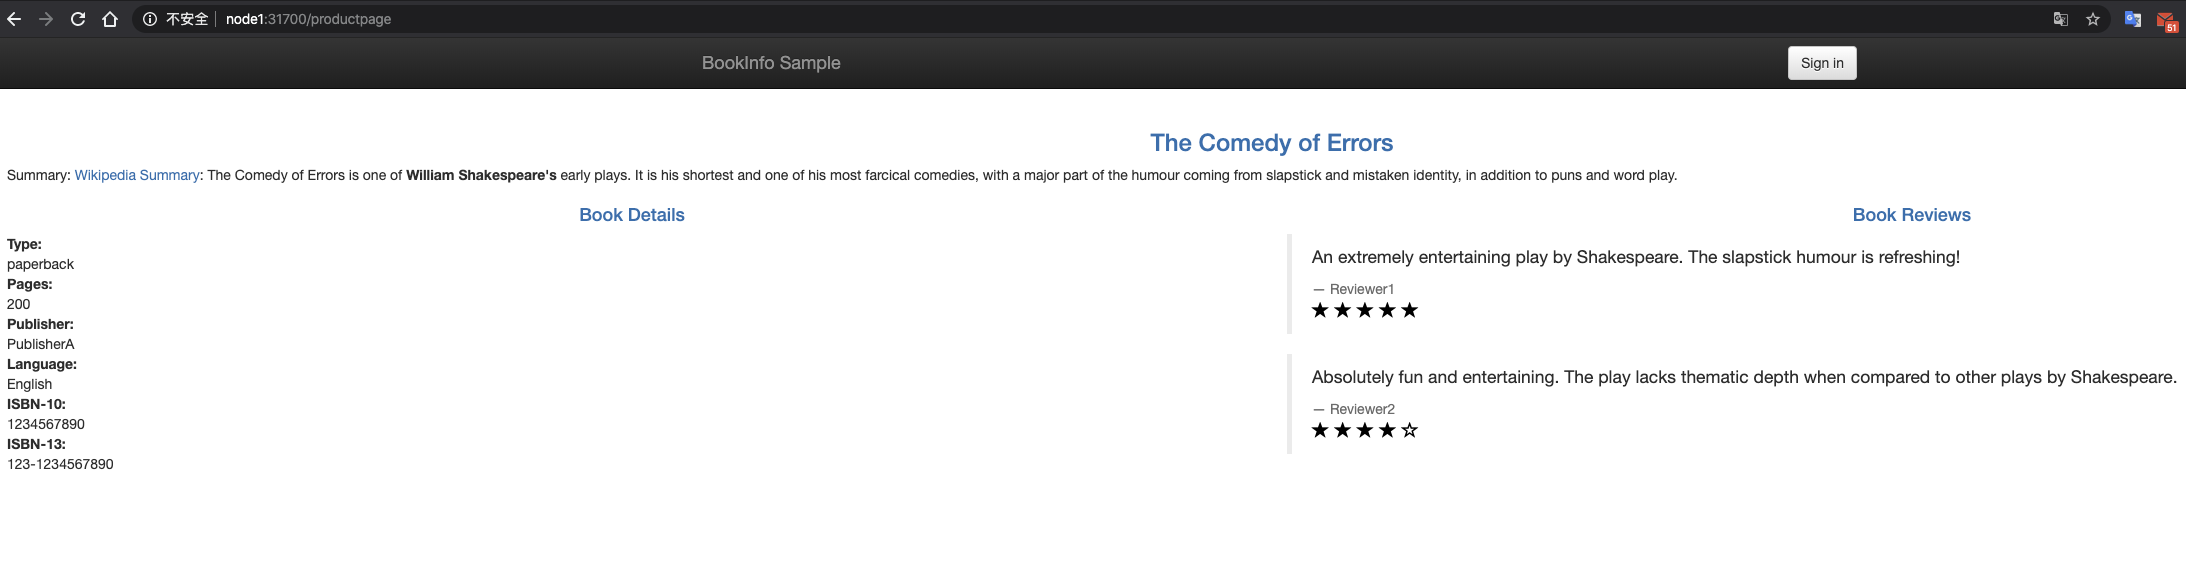 不安全 node1:31700/productpage
51
BookInfo Sample
Sign in
The Comedy of Errors
Summary: Wikipedia Summary: The Comedy of Errors is one of William Shakespeare's early plays. It is his shortest and one of his most farcical comedies, with a major part of the humour coming from slapstick and mistaken identity, in addition to puns and word play.
Book Details
Type:
paperback
Pages:
200
Publisher:
PublisherA
Language:
English
ISBN-10:
1234567890
ISBN-13:
123-1234567890
Book Reviews
An extremely entertaining play by Shakespeare. The slapstick humour is refreshing!
— Reviewer1
★★★★★
Absolutely fun and entertaining. The play lacks thematic depth when compared to other plays by Shakespeare.
— Reviewer2
★★★★☆